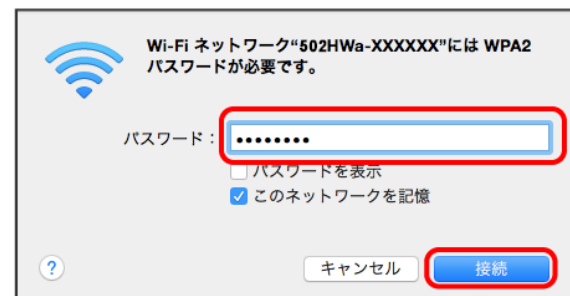 Wi-Fi ネットワーク“502HWa-XXXXXX”には WPA2
パスワードが必要です。
パスワード：
••••••••
パスワードを表示
このネットワークを記憶
?
キャンセル
接続